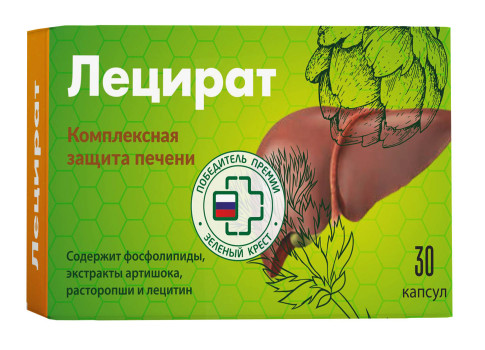 Лецират
Комплексная
защита печени
ПОБЕДИТЕЛЬ ПРЕМИИ
ЗЕЛЕНЫЙ КРЕСТ
Содержит фосфолипиды,
экстракты артишока,
расторопши и лецитин
30
капсул
Лецират